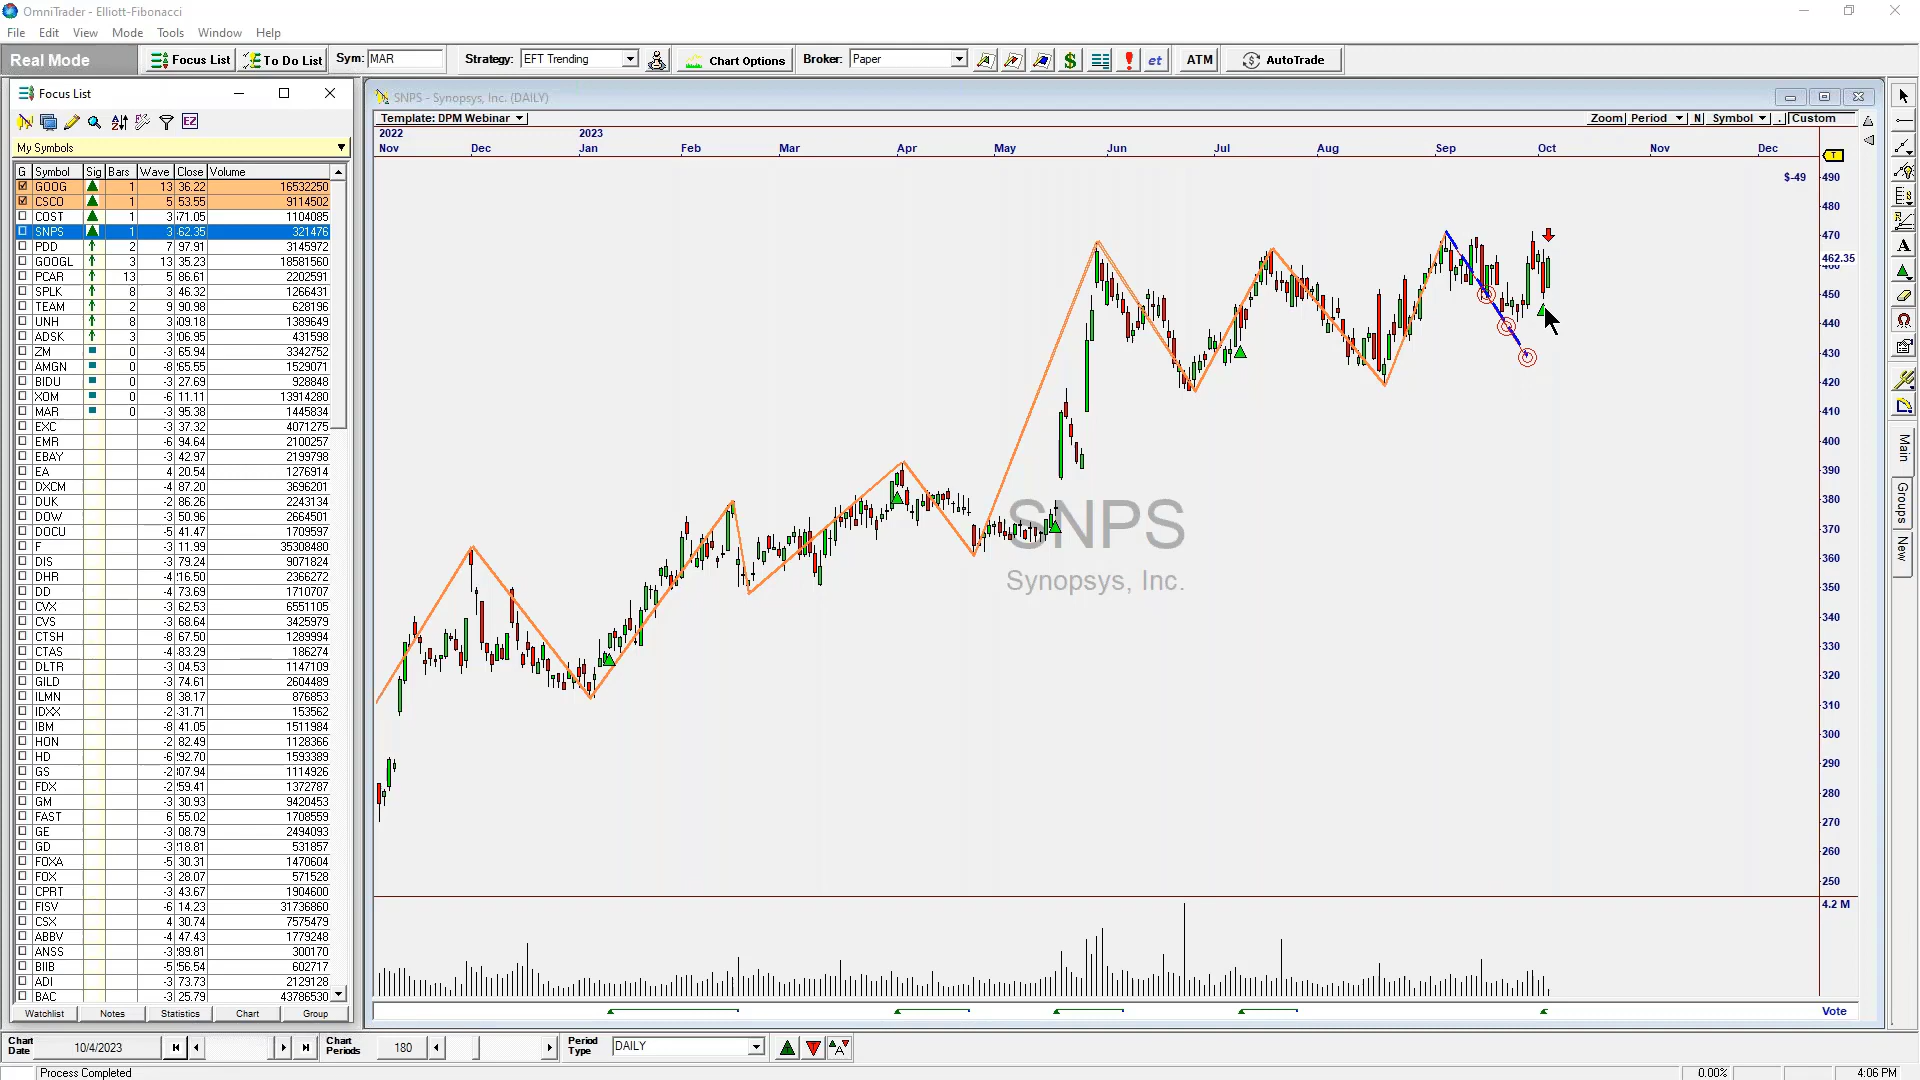 OmniTrader - Elliott-Fibonacci
File Edit View Mode Tools Window Help
Real Mode Focus List To Do List Sym: MAR Strategy: EFT Trending Chart Options Broker: Paper $ ! et ATM AutoTrade
Focus List
EZ
My Symbols
G Symbol Sig Bars Wave Close Volume
GOOG 1 13 36.22 16532250
CSCO 1 5 53.55 9114502
COST 1 3 71.05 1104085
SNPS 1 3 62.35 321476
PDD 2 7 97.91 3145972
GOOGL 3 13 35.23 18581560
PCAR 13 5 86.61 2202591
SPLK 8 3 46.32 1266431
TEAM 2 9 90.98 628196
UNH 8 3 09.18 1389649
ADSK 3 3 06.95 431598
ZM 0 -3 65.94 3342752
AMGN 0 -8 65.55 1529071
BIDU 0 -3 27.69 928848
XOM 0 -6 11.11 13914280
MAR 0 -3 95.38 1445834
EXC -3 37.32 4071275
EMR -6 94.64 2100257
EBAY -3 42.97 2199798
EA 4 20.54 1276914
DXCM -4 87.20 3696201
DUK -2 86.26 2243134
DOW -3 50.96 2664501
DOCU -5 41.47 1709597
F -3 11.99 35308480
DIS -3 79.24 9071824
DHR -4 16.50 2366272
DD -4 73.69 1710707
CVX -3 62.53 6551105
CVS -3 68.64 3425979
CTSH -8 67.50 1289994
CTAS -4 83.29 186274
DLTR -3 04.53 1147109
GILD -3 74.61 2604489
ILMN 8 38.17 876853
IDXX -2 31.71 153562
IBM -8 41.05 1511984
HON -2 82.49 1128366
HD -6 92.70 1593389
GS -2 07.94 1114926
FDX -2 59.41 1372787
GM -3 30.93 9420453
FAST 6 55.02 1708559
GE -3 08.79 2494093
GD -3 18.81 531857
FOXA -5 30.31 1470604
FOX -3 28.07 571528
CPRT -3 43.67 1904600
FISV -6 14.23 31736860
CSX 4 30.74 7575479
ABBV -4 47.43 1779248
ANSS -3 89.81 300170
BIIB -5 56.54 602717
ADI -3 73.73 2129128
BAC -3 25.79 43786530
Watchlist Notes Statistics Chart Group
SNPS - Synopsys, Inc. (DAILY)
Template: DPM Webinar Zoom Period N Symbol . Custom
2022 2023
Nov Dec Jan Feb Mar Apr May Jun Jul Aug Sep Oct Nov Dec
T
$-49
490
480
470
462.35
450
440
430
420
410
400
390
380
370
360
350
340
330
320
310
300
290
280
270
260
250
4.2 M
Vote
SNPS
Synopsys, Inc.
A
Main
Groups
New
Chart Date 10/4/2023 Chart Periods 180 Period Type DAILY A
Process Completed 0.00% 4:06 PM